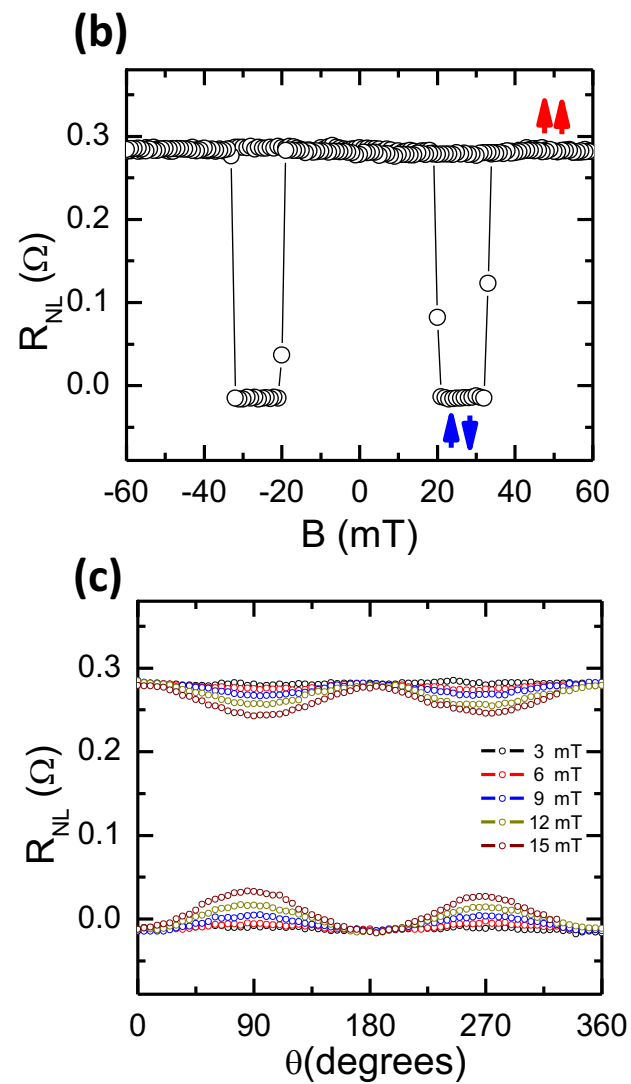 (b)
0.3
0.2
0.1
0.0
R_NL (Ω)
-60 -40 -20 0 20 40 60
B (mT)
(c)
0.3
0.2
0.1
0.0
R_NL (Ω)
3 mT
6 mT
9 mT
12 mT
15 mT
0 90 180 270 360
θ(degrees)